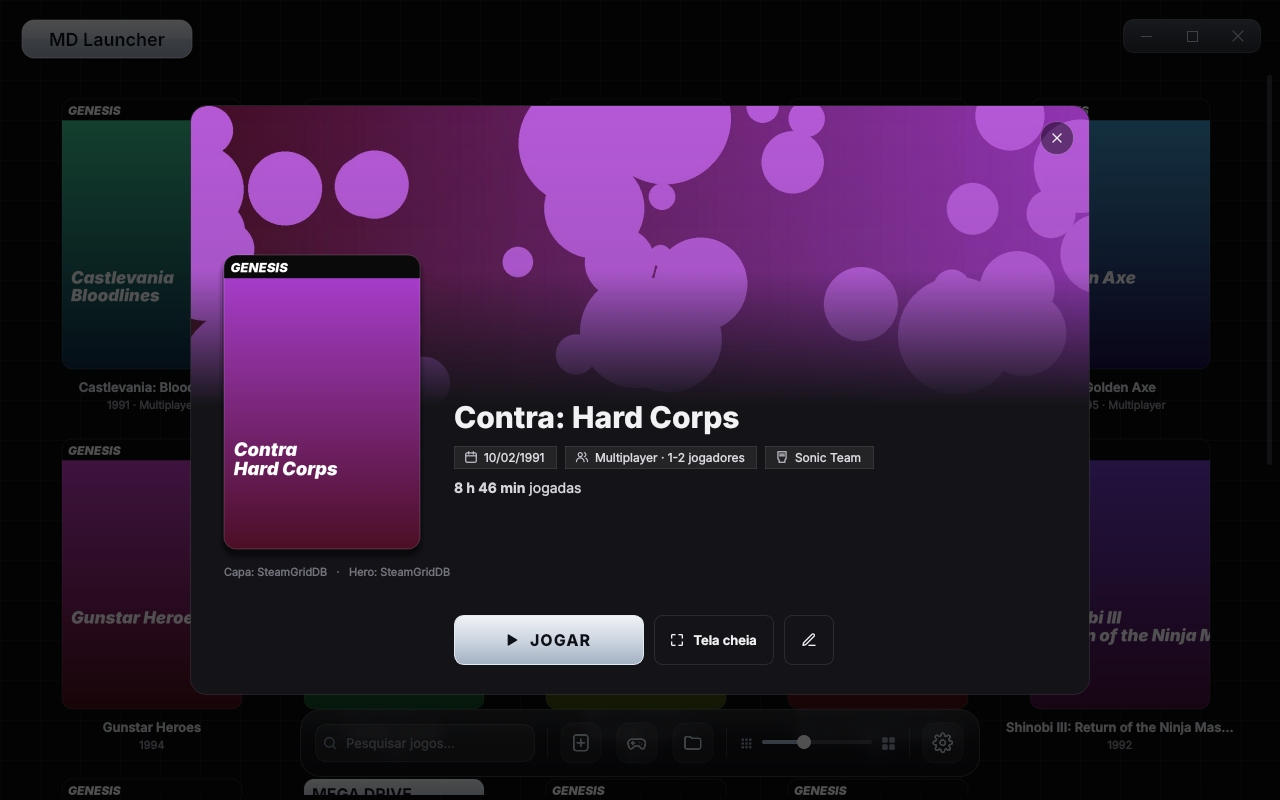 MD Launcher
GENESIS
Castlevania
Bloodlines
Castlevania: Blood
1991 · Multiplaye
n Axe
Golden Axe
95 · Multiplayer
GENESIS
Contra
Hard Corps
Contra: Hard Corps
10/02/1991
Multiplayer · 1-2 jogadores
Sonic Team
8 h 46 min jogadas
Capa: SteamGridDB · Hero: SteamGridDB
JOGAR
Tela cheia
GENESIS
Gunstar Heroe
Gunstar Heroes
1994
bi III
n of the Ninja M
Shinobi III: Return of the Ninja Mas...
1992
Pesquisar jogos...
GENESIS
MEGA DRIVE
GENESIS
GENESIS